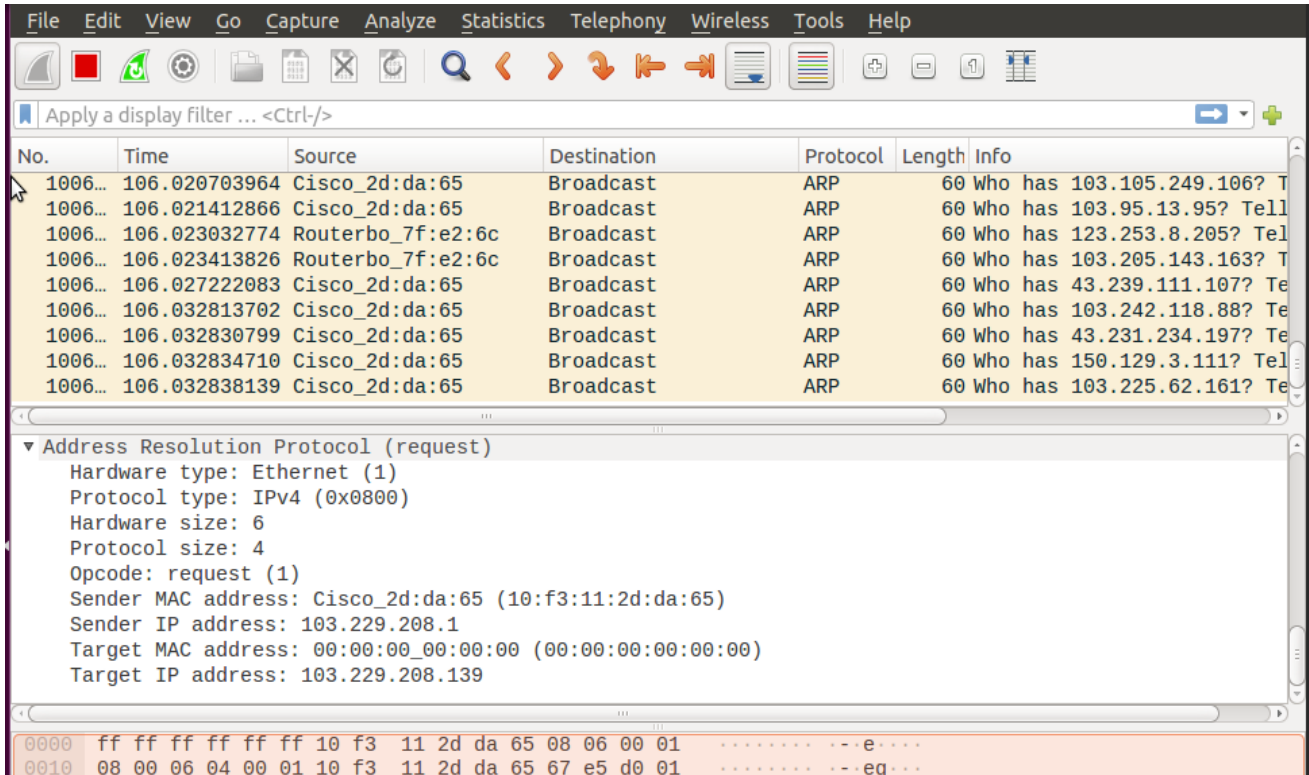 File Edit View Go Capture Analyze Statistics Telephony Wireless Tools Help
Apply a display filter … <Ctrl-/>
No. Time Source Destination Protocol Length Info
1006… 106.020703964 Cisco_2d:da:65 Broadcast ARP 60 Who has 103.105.249.106? T
1006… 106.021412866 Cisco_2d:da:65 Broadcast ARP 60 Who has 103.95.13.95? Tell
1006… 106.023032774 Routerbo_7f:e2:6c Broadcast ARP 60 Who has 123.253.8.205? Tel
1006… 106.023413826 Routerbo_7f:e2:6c Broadcast ARP 60 Who has 103.205.143.163? T
1006… 106.027222083 Cisco_2d:da:65 Broadcast ARP 60 Who has 43.239.111.107? Te
1006… 106.032813702 Cisco_2d:da:65 Broadcast ARP 60 Who has 103.242.118.88? Te
1006… 106.032830799 Cisco_2d:da:65 Broadcast ARP 60 Who has 43.231.234.197? Te
1006… 106.032834710 Cisco_2d:da:65 Broadcast ARP 60 Who has 150.129.3.111? Tel
1006… 106.032838139 Cisco_2d:da:65 Broadcast ARP 60 Who has 103.225.62.161? Te
Address Resolution Protocol (request)
Hardware type: Ethernet (1)
Protocol type: IPv4 (0x0800)
Hardware size: 6
Protocol size: 4
Opcode: request (1)
Sender MAC address: Cisco_2d:da:65 (10:f3:11:2d:da:65)
Sender IP address: 103.229.208.1
Target MAC address: 00:00:00_00:00:00 (00:00:00:00:00:00)
Target IP address: 103.229.208.139
0000 ff ff ff ff ff ff 10 f3 11 2d da 65 08 06 00 01 ········ ·-·e····
0010 08 00 06 04 00 01 10 f3 11 2d da 65 67 e5 d0 01 ········ ·-·eg···